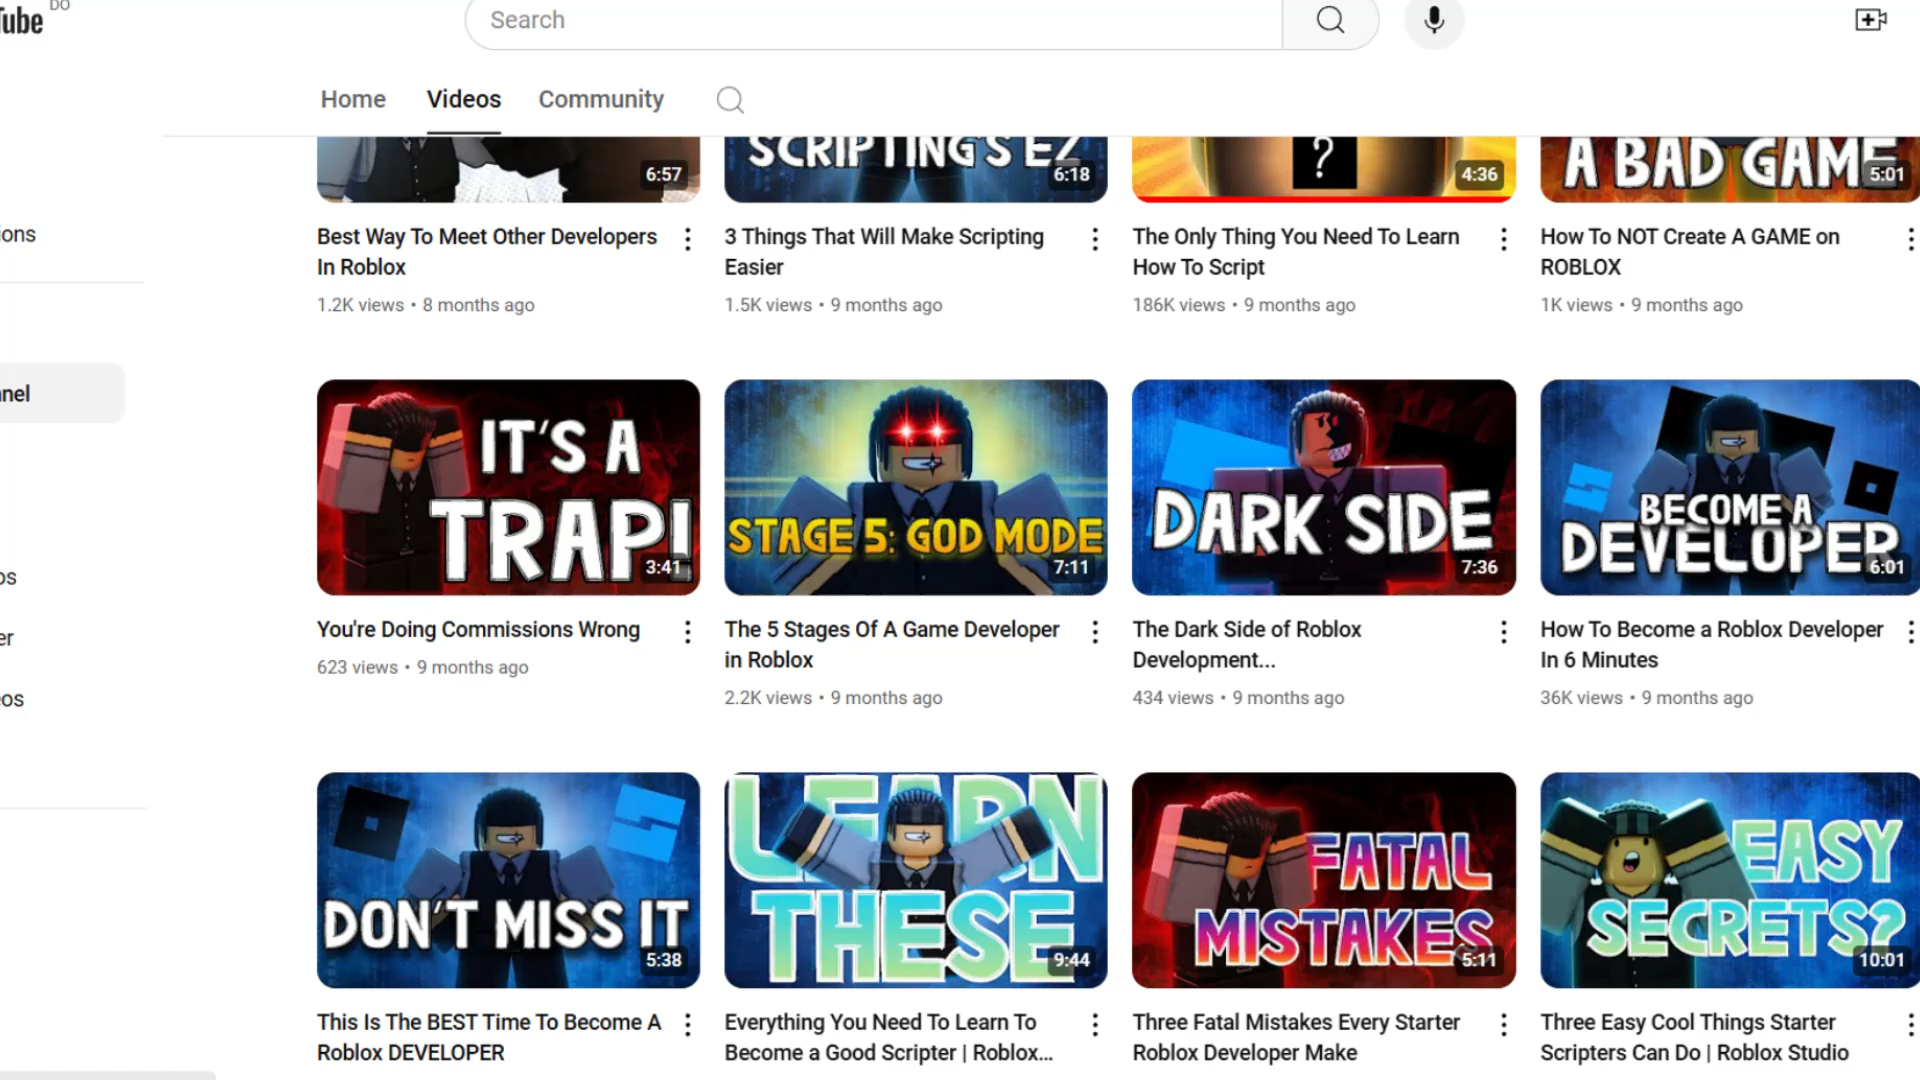 Tube DO
Search
Home Videos Community
ions
nnel
os
er
eos
6:57
SCRIPTING'S EZ
6:18
?
4:36
A BAD GAME
5:01
Best Way To Meet Other Developers
In Roblox
1.2K views • 8 months ago
3 Things That Will Make Scripting
Easier
1.5K views • 9 months ago
The Only Thing You Need To Learn
How To Script
186K views • 9 months ago
How To NOT Create A GAME on
ROBLOX
1K views • 9 months ago
IT'S A
TRAP!
3:41
STAGE 5: GOD MODE
7:11
DARK SIDE
7:36
BECOME A
DEVELOPER
6:01
You're Doing Commissions Wrong
623 views • 9 months ago
The 5 Stages Of A Game Developer
in Roblox
2.2K views • 9 months ago
The Dark Side of Roblox
Development...
434 views • 9 months ago
How To Become a Roblox Developer
In 6 Minutes
36K views • 9 months ago
DON'T MISS IT
5:38
LEARN
THESE
9:44
FATAL
MISTAKES
5:11
EASY
SECRETS?
10:01
This Is The BEST Time To Become A
Roblox DEVELOPER
Everything You Need To Learn To
Become a Good Scripter | Roblox...
Three Fatal Mistakes Every Starter
Roblox Developer Make
Three Easy Cool Things Starter
Scripters Can Do | Roblox Studio